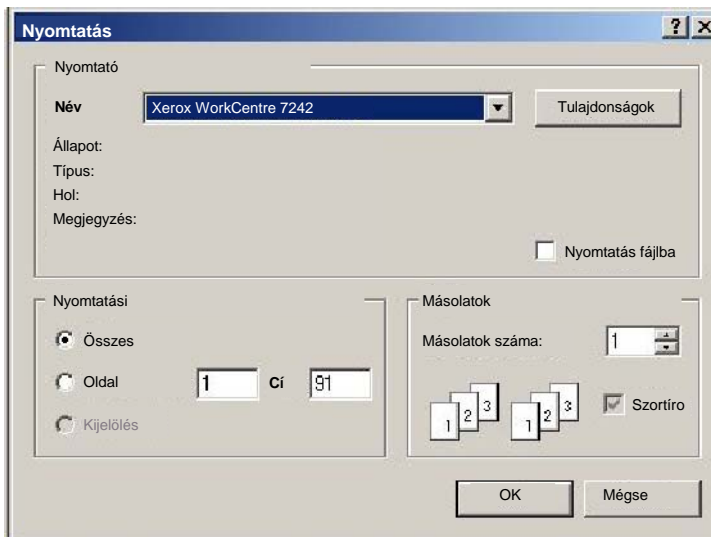 Nyomtatás
Nyomtató
Név Xerox WorkCentre 7242 Tulajdonságok
Állapot:
Típus:
Hol:
Megjegyzés:
Nyomtatás fájlba
Nyomtatási
Összes
Oldal 1 Cí 91
Kijelölés
Másolatok
Másolatok száma: 1
1 2 3 1 2 3
Szortíro
OK Mégse